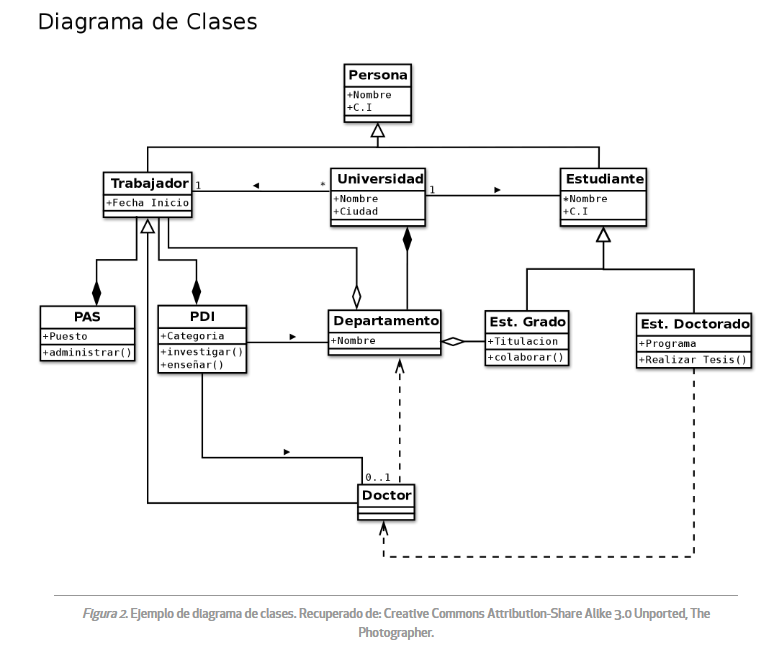 Diagrama de Clases
Persona
+Nombre
+C.I
Trabajador
+Fecha Inicio
1
*
Universidad
+Nombre
+Ciudad
1
Estudiante
*Nombre
+C.I
PAS
+Puesto
+administrar()
PDI
+Categoria
+investigar()
+enseñar()
Departamento
+Nombre
Est. Grado
+Titulacion
+colaborar()
Est. Doctorado
+Programa
+Realizar Tesis()
0..1
Doctor
Figura 2. Ejemplo de diagrama de clases. Recuperado de: Creative Commons Attribution-Share Alike 3.0 Unported, The
Photographer.